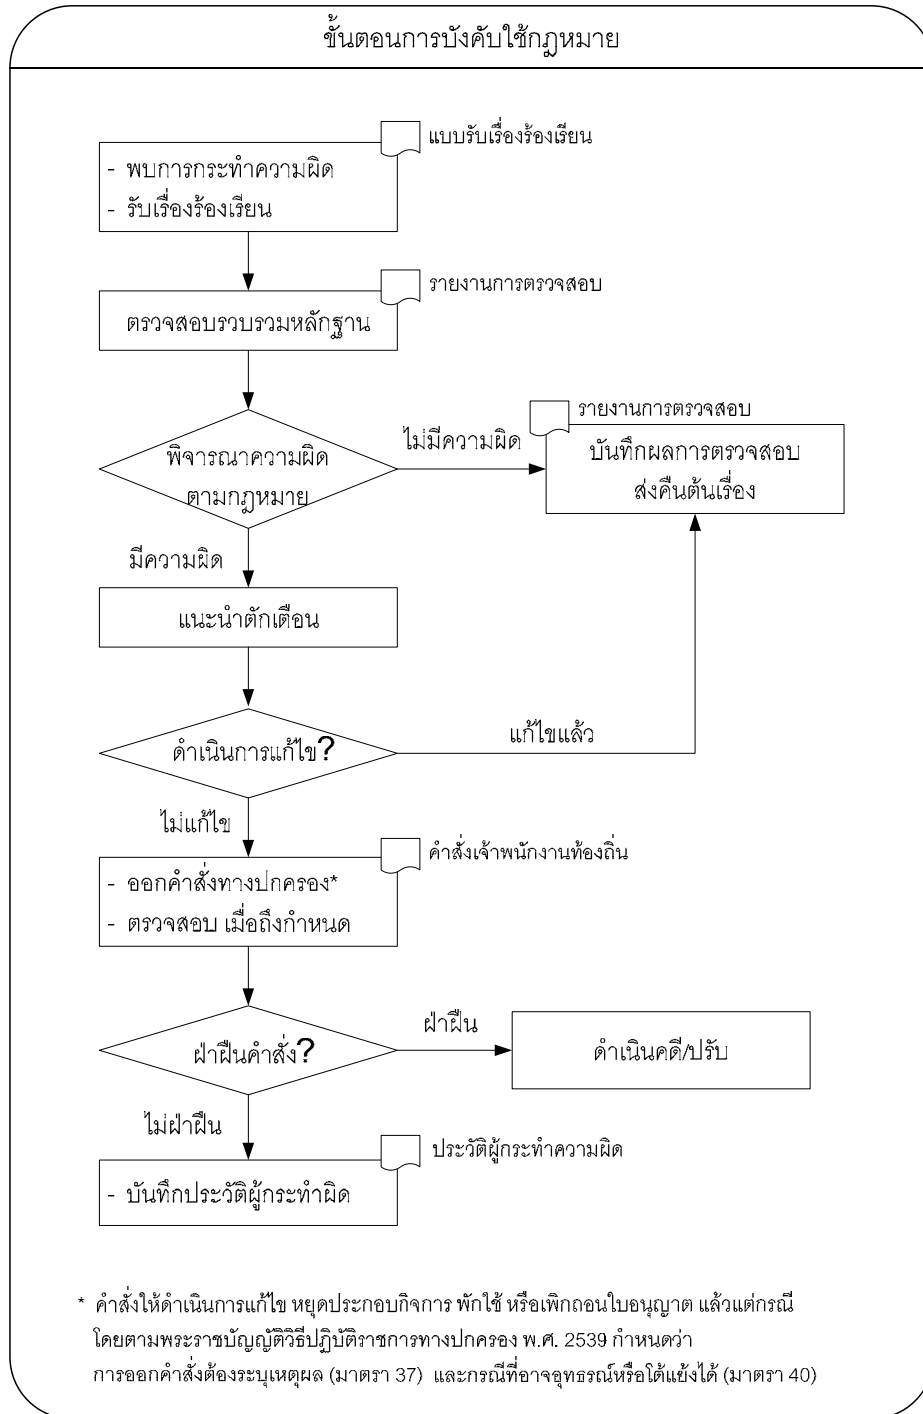 ขั้นตอนการบังคับใช้กฎหมาย
แบบรับเรื่องร้องเรียน
- พบการกระทำความผิด
- รับเรื่องร้องเรียน
รายงานการตรวจสอบ
ตรวจสอบรวบรวมหลักฐาน
รายงานการตรวจสอบ
พิจารณาความผิด
ตามกฎหมาย
ไม่มีความผิด
บันทึกผลการตรวจสอบ
ส่งคืนต้นเรื่อง
มีความผิด
แนะนำตักเตือน
ดำเนินการแก้ไข?
แก้ไขแล้ว
ไม่แก้ไข
คำสั่งเจ้าพนักงานท้องถิ่น
- ออกคำสั่งทางปกครอง*
- ตรวจสอบ เมื่อถึงกำหนด
ฝ่าฝืนคำสั่ง?
ฝ่าฝืน
ดำเนินคดี/ปรับ
ไม่ฝ่าฝืน
ประวัติผู้กระทำความผิด
- บันทึกประวัติผู้กระทำผิด
* คำสั่งให้ดำเนินการแก้ไข หยุดประกอบกิจการ พักใช้ หรือเพิกถอนใบอนุญาต แล้วแต่กรณี
โดยตามพระราชบัญญัติวิธีปฏิบัติราชการทางปกครอง พ.ศ. 2539 กำหนดว่า
การออกคำสั่งต้องระบุเหตุผล (มาตรา 37) และกรณีที่อาจอุทธรณ์หรือโต้แย้งได้ (มาตรา 40)